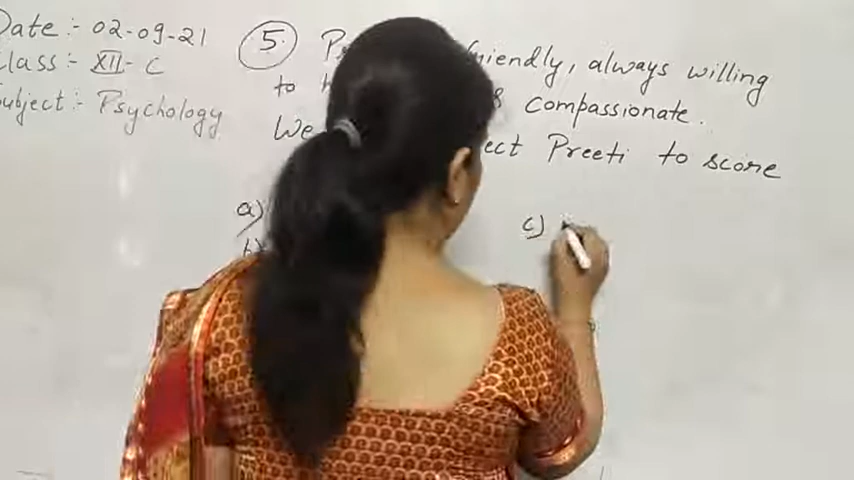 Date :- 02-09-21
Class :- XII - C
Subject :- Psychology
5 friendly, always willing
to compassionate.
We ect Preeti to score
a) c)
b)